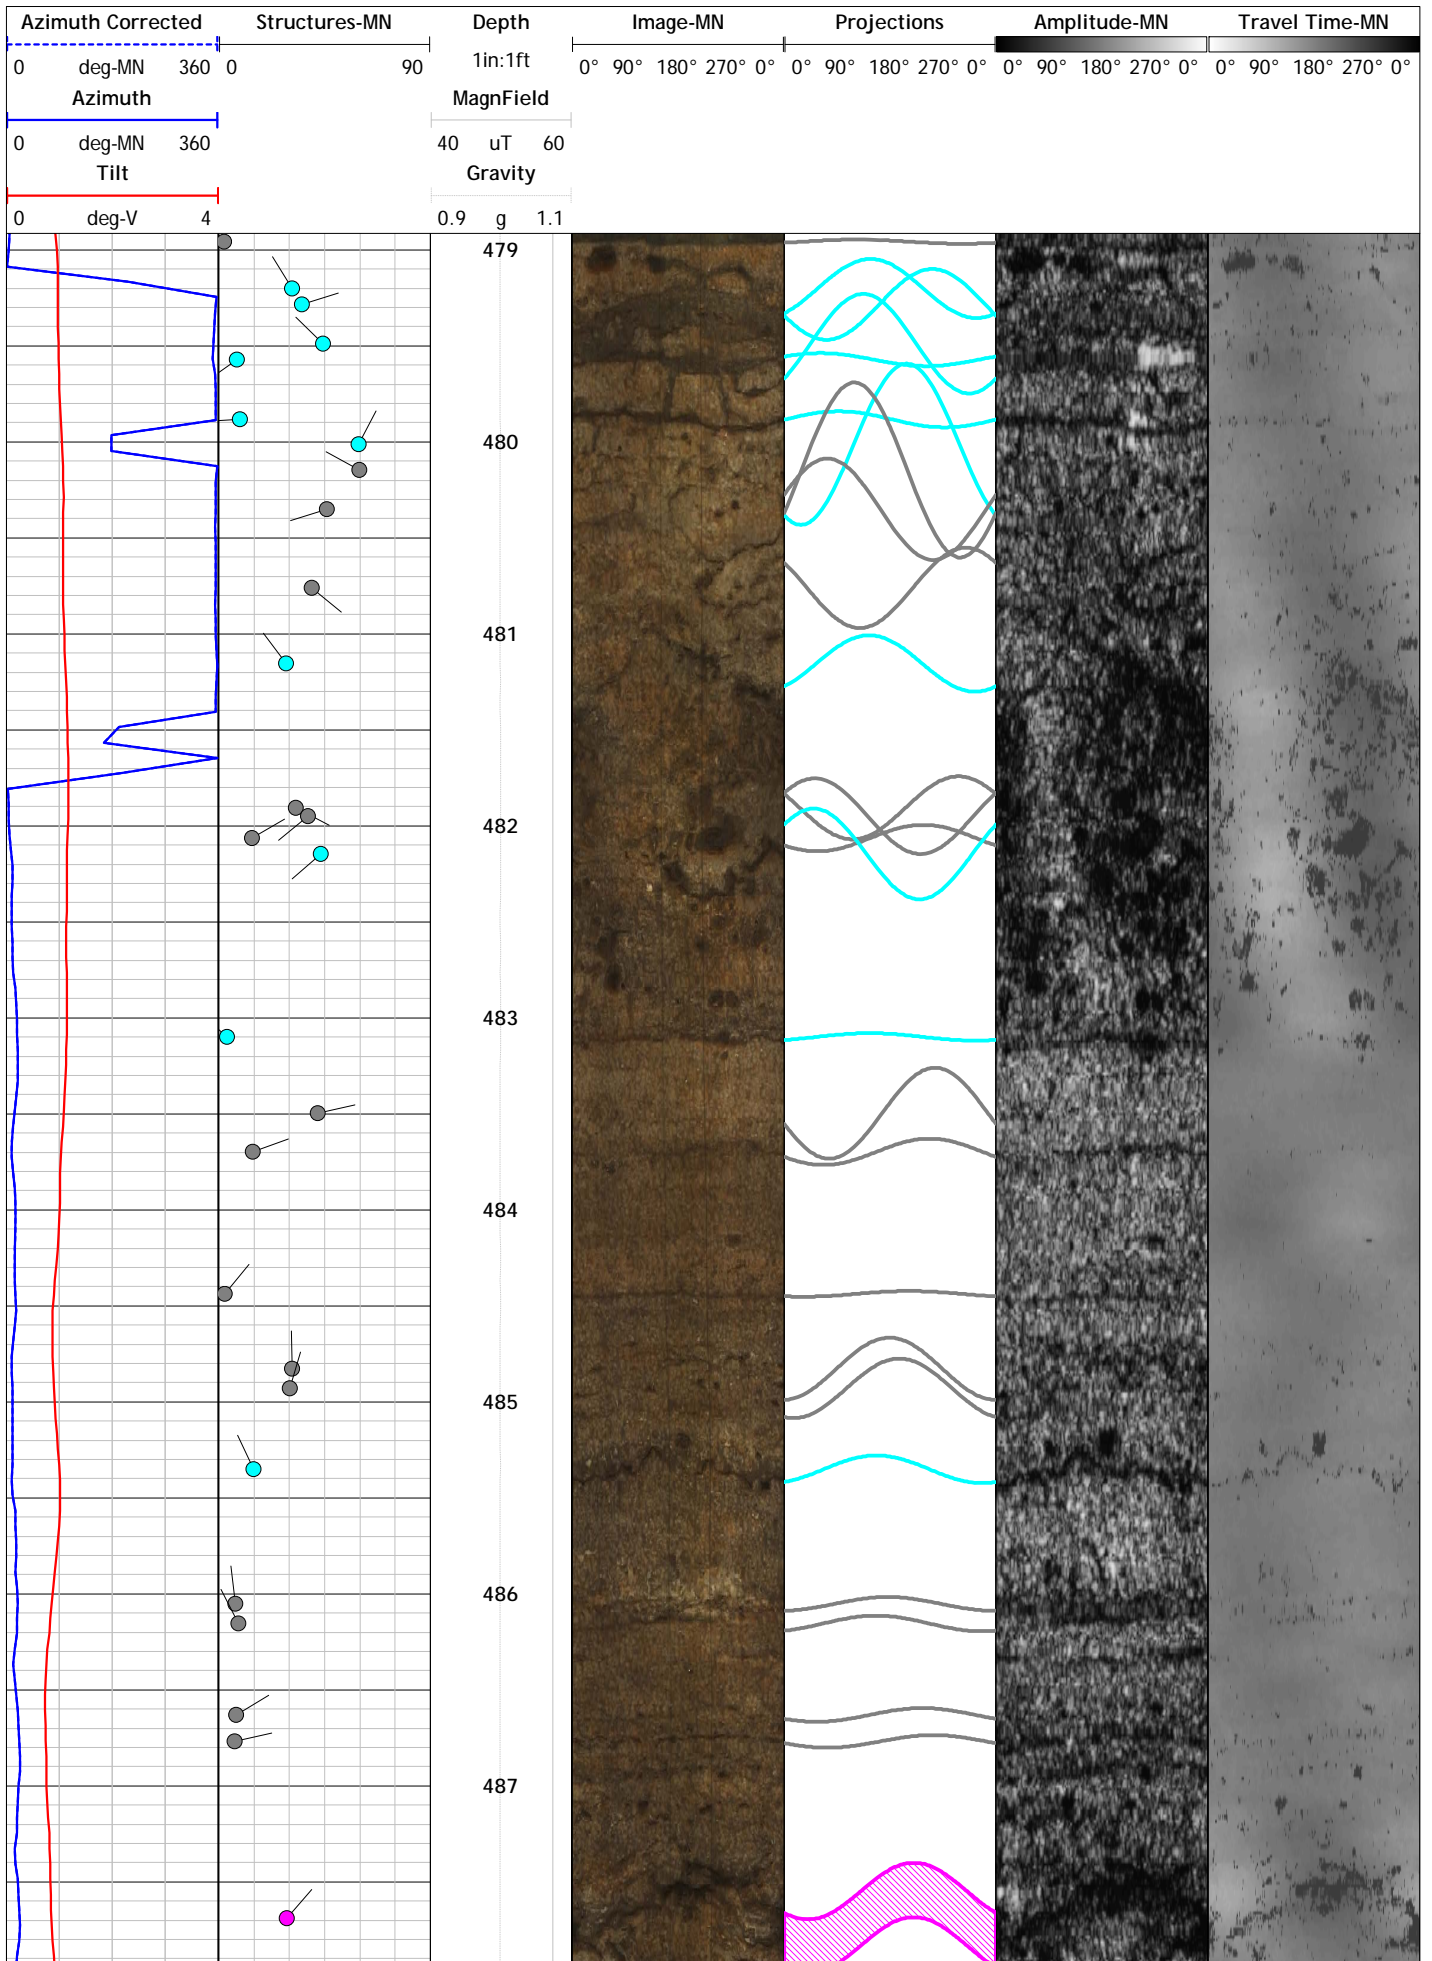 Azimuth Corrected Structures-MN Depth Image-MN Projections Amplitude-MN Travel Time-MN
1in:1ft
0 deg-MN 360 0 90 0° 90° 180° 270° 0° 0° 90° 180° 270° 0° 0° 90° 180° 270° 0° 0° 90° 180° 270° 0°
Azimuth MagnField
0 deg-MN 360 40 uT 60
Tilt Gravity
0 deg-V 4 0.9 g 1.1
479
480
481
482
483
484
485
486
487